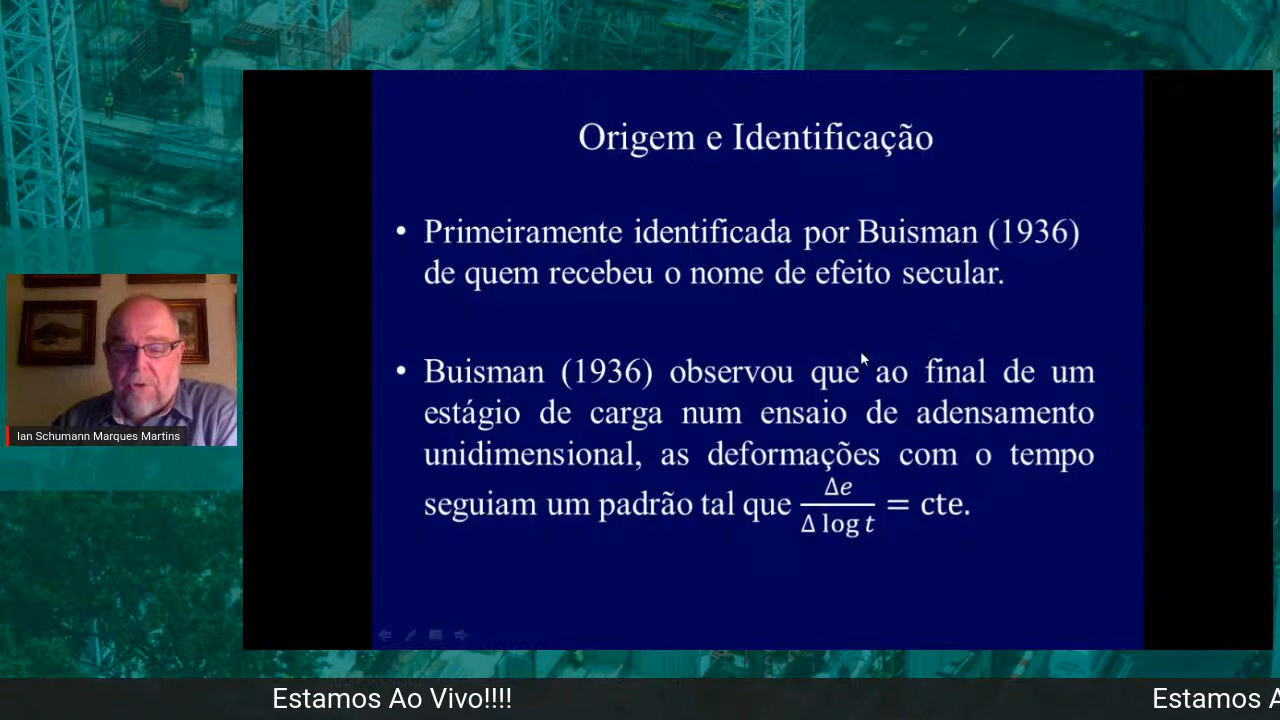 Origem e Identificação
• Primeiramente identificada por Buisman (1936)
de quem recebeu o nome de efeito secular.
• Buisman (1936) observou que ao final de um
estágio de carga num ensaio de adensamento
unidimensional, as deformações com o tempo
seguiam um padrão tal que Δe / Δ log t = cte.
Ian Schumann Marques Martins
Estamos Ao Vivo!!!! Estamos A